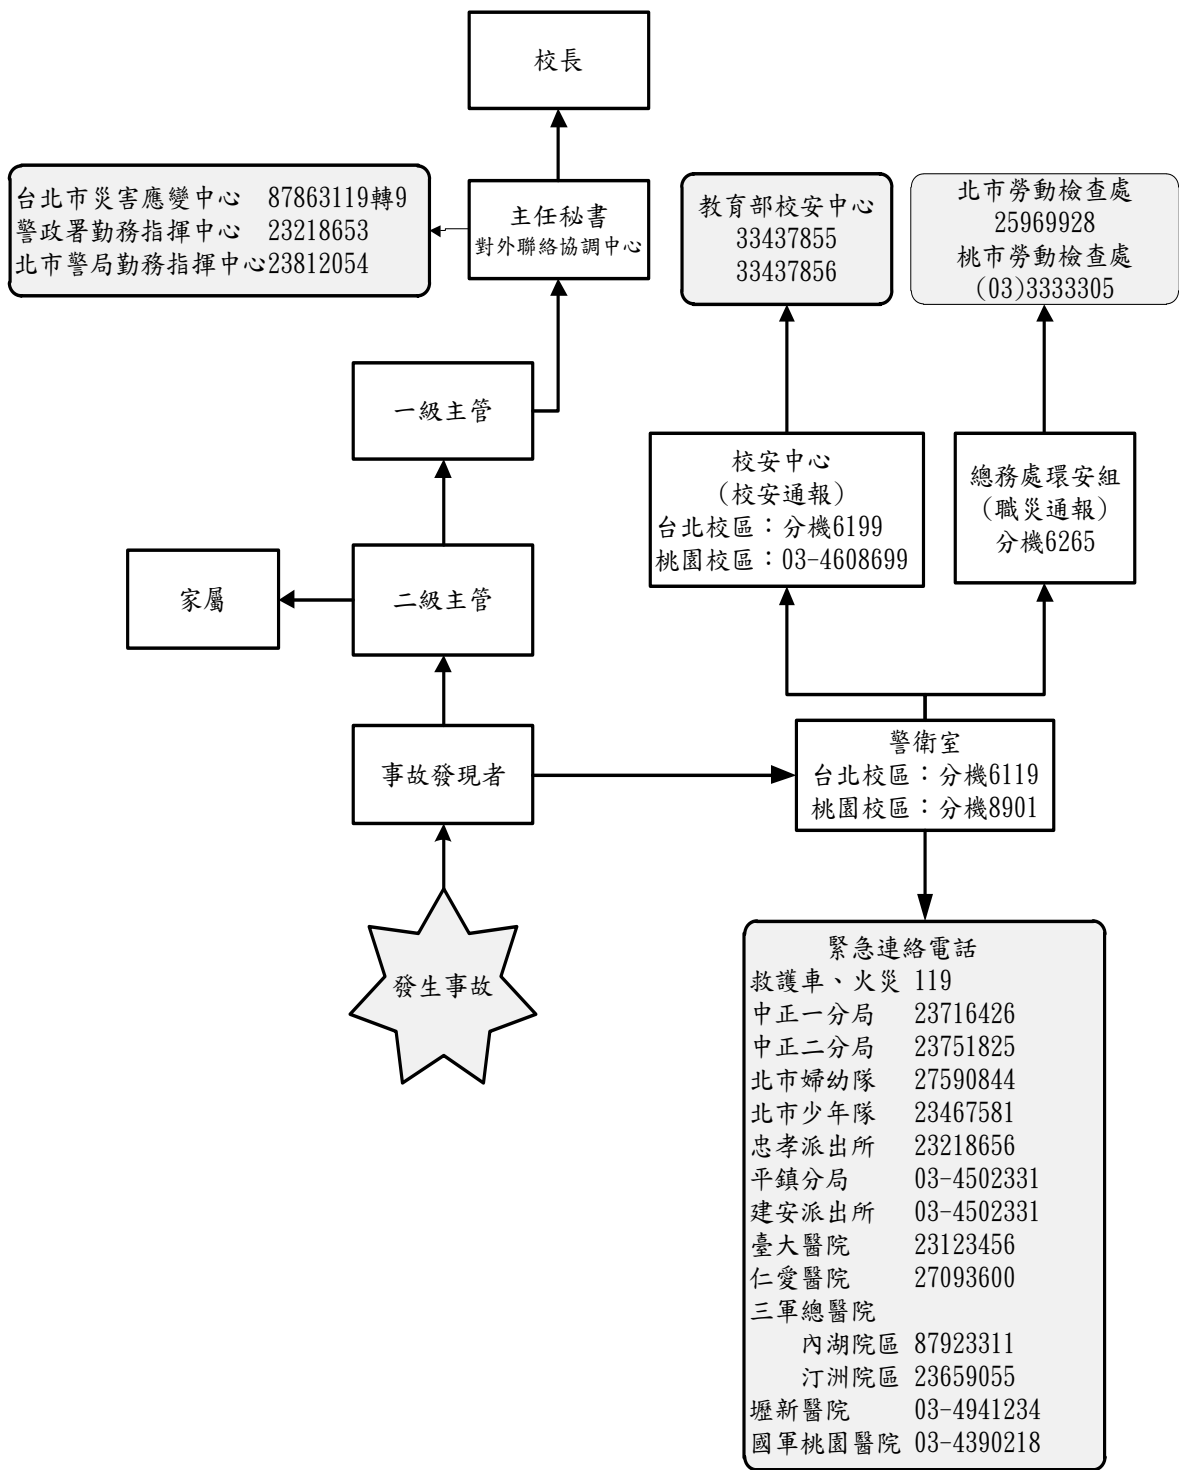 校長
台北市災害應變中心 87863119轉9
警政署勤務指揮中心 23218653
北市警局勤務指揮中心23812054
主任秘書
對外聯絡協調中心
教育部校安中心
33437855
33437856
北市勞動檢查處
25969928
桃市勞動檢查處
(03)3333305
一級主管
校安中心
(校安通報)
台北校區：分機6199
桃園校區：03-4608699
總務處環安組
(職災通報)
分機6265
家屬
二級主管
事故發現者
警衛室
台北校區：分機6119
桃園校區：分機8901
發生事故
緊急連絡電話
救護車、火災 119
中正一分局 23716426
中正二分局 23751825
北市婦幼隊 27590844
北市少年隊 23467581
忠孝派出所 23218656
平鎮分局 03-4502331
建安派出所 03-4502331
臺大醫院 23123456
仁愛醫院 27093600
三軍總醫院
內湖院區 87923311
汀洲院區 23659055
壢新醫院 03-4941234
國軍桃園醫院 03-4390218